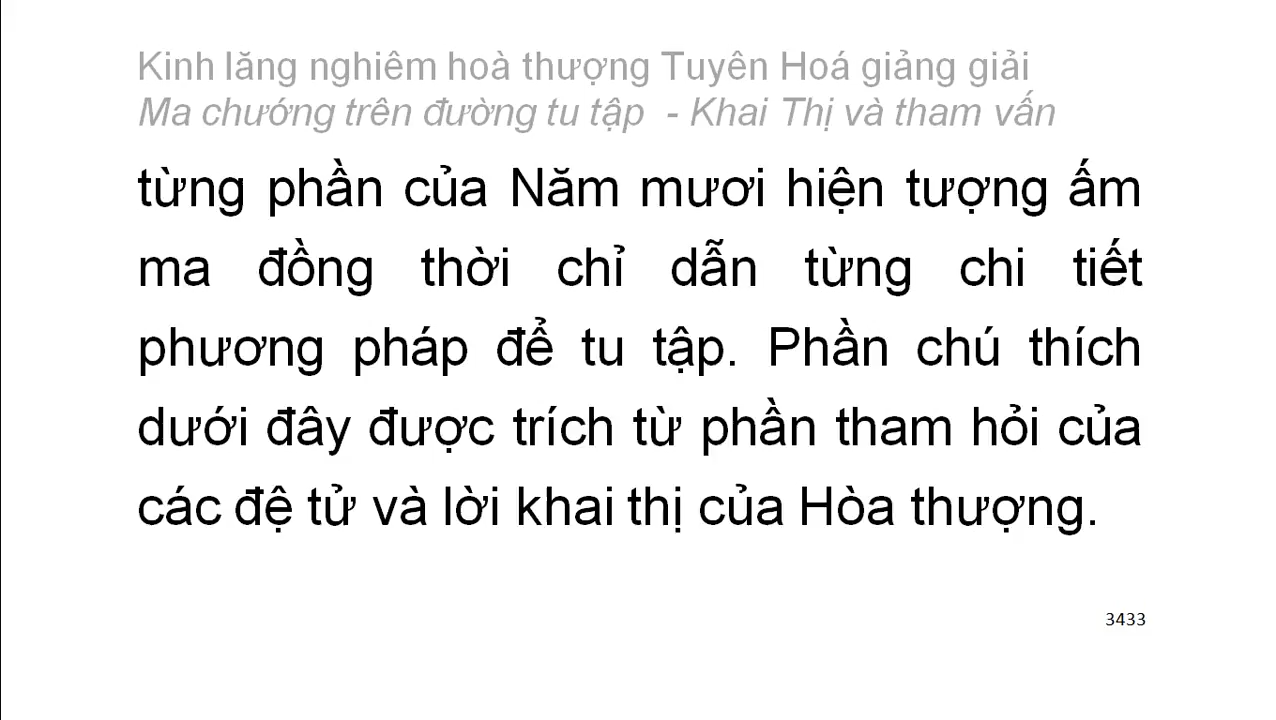 Kinh lăng nghiêm hoà thượng Tuyên Hoá giảng giải
Ma chướng trên đường tu tập - Khai Thị và tham vấn
từng phần của Năm mươi hiện tượng ấm
ma đồng thời chỉ dẫn từng chi tiết
phương pháp để tu tập. Phần chú thích
dưới đây được trích từ phần tham hỏi của
các đệ tử và lời khai thị của Hòa thượng.
3433